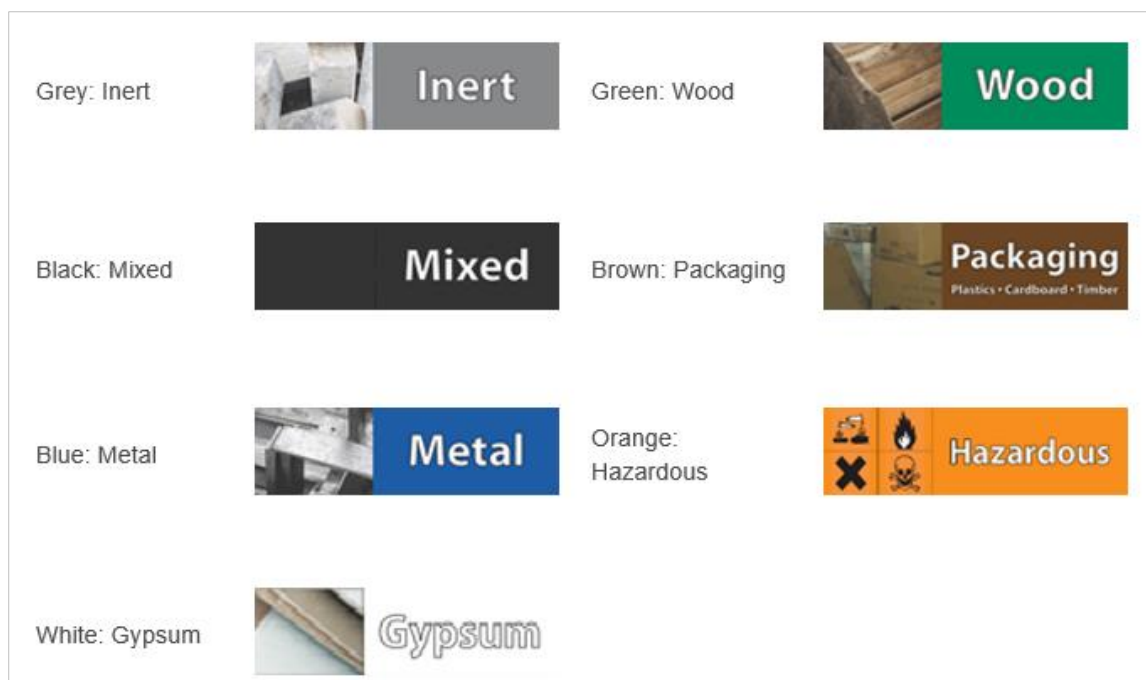 Grey: Inert
Inert
Green: Wood
Wood
Black: Mixed
Mixed
Brown: Packaging
Packaging
Plastics • Cardboard • Timber
Blue: Metal
Metal
Orange:
Hazardous
Hazardous
White: Gypsum
Gypsum